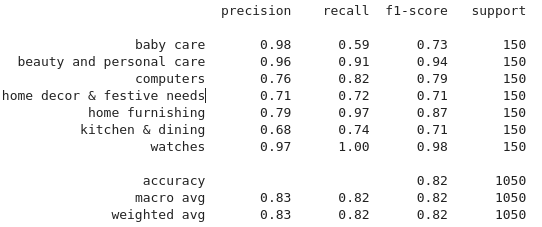 precision recall f1-score support
baby care 0.98 0.59 0.73 150
beauty and personal care 0.96 0.91 0.94 150
computers 0.76 0.82 0.79 150
home decor & festive needs 0.71 0.72 0.71 150
home furnishing 0.79 0.97 0.87 150
kitchen & dining 0.68 0.74 0.71 150
watches 0.97 1.00 0.98 150
accuracy 0.82 1050
macro avg 0.83 0.82 0.82 1050
weighted avg 0.83 0.82 0.82 1050